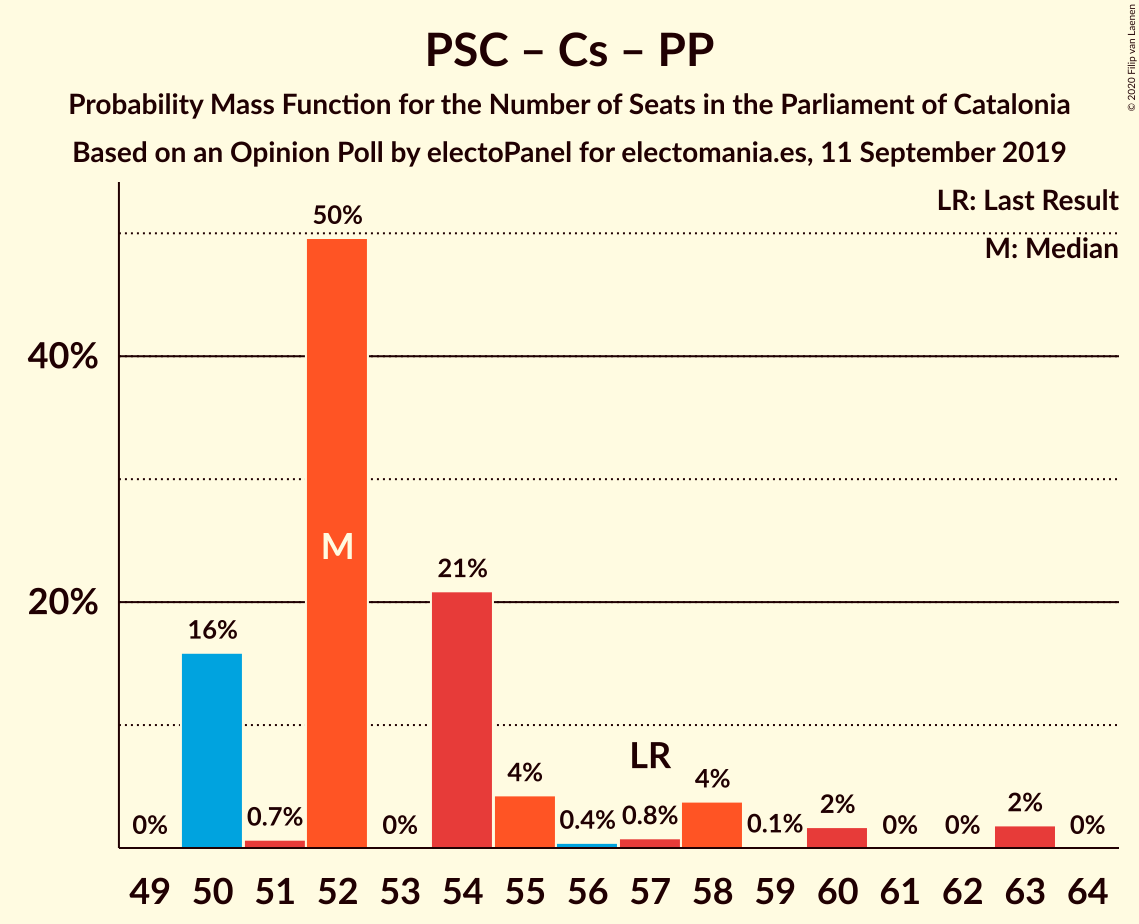 PSC – Cs – PP
Probability Mass Function for the Number of Seats in the Parliament of Catalonia
Based on an Opinion Poll by electoPanel for electomania.es, 11 September 2019
© 2020 Filip van Laenen
LR: Last Result
M: Median
40%
20%
0%
16%
0.7%
50%
M
0%
21%
4%
0.4%
LR
0.8%
4%
0.1%
2%
0%
0%
2%
0%
49 50 51 52 53 54 55 56 57 58 59 60 61 62 63 64